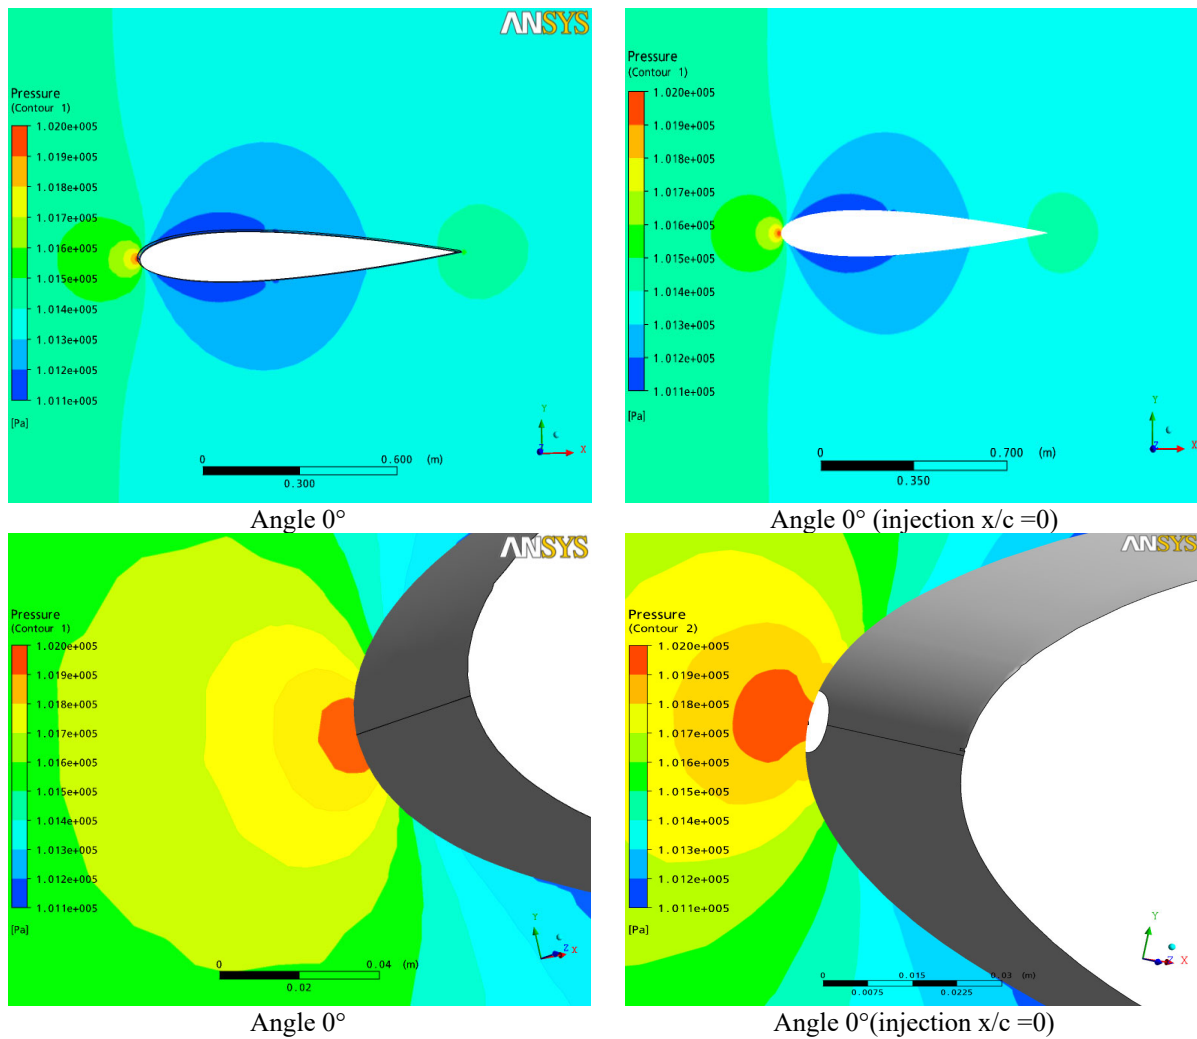 ANSYS
Pressure
(Contour 1)
1.020e+005
1.019e+005
1.018e+005
1.017e+005
1.016e+005
1.015e+005
1.014e+005
1.013e+005
1.012e+005
1.011e+005
[Pa]
0 0.600 (m)
0.300
Y
Z X
Angle 0°
Pressure
(Contour 1)
1.020e+005
1.019e+005
1.018e+005
1.017e+005
1.016e+005
1.015e+005
1.014e+005
1.013e+005
1.012e+005
1.011e+005
[Pa]
0 0.700 (m)
0.350
Y
Z X
Angle 0° (injection x/c =0)
ANSYS
Pressure
(Contour 1)
1.020e+005
1.019e+005
1.018e+005
1.017e+005
1.016e+005
1.015e+005
1.014e+005
1.013e+005
1.012e+005
1.011e+005
[Pa]
0 0.04 (m)
0.02
Y
Z X
Angle 0°
ANSYS
Pressure
(Contour 2)
1.020e+005
1.019e+005
1.018e+005
1.017e+005
1.016e+005
1.015e+005
1.014e+005
1.013e+005
1.012e+005
1.011e+005
[Pa]
0 0.015 0.03 (m)
0.0075 0.0225
Y
Z X
Angle 0°(injection x/c =0)